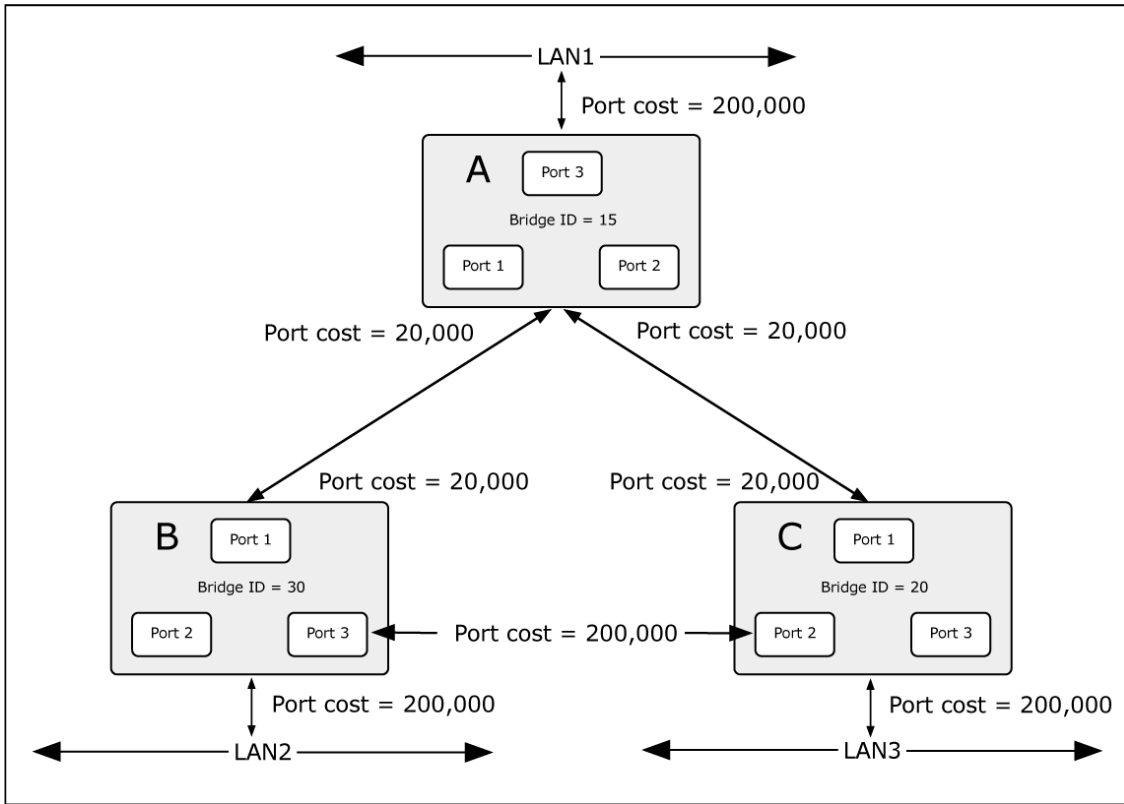 LAN1
Port cost = 200,000
A
Port 3
Bridge ID = 15
Port 1
Port 2
Port cost = 20,000
Port cost = 20,000
Port cost = 20,000
Port cost = 20,000
B
Port 1
Bridge ID = 30
Port 2
Port 3
C
Port 1
Bridge ID = 20
Port 2
Port 3
Port cost = 200,000
Port cost = 200,000
LAN2
Port cost = 200,000
LAN3